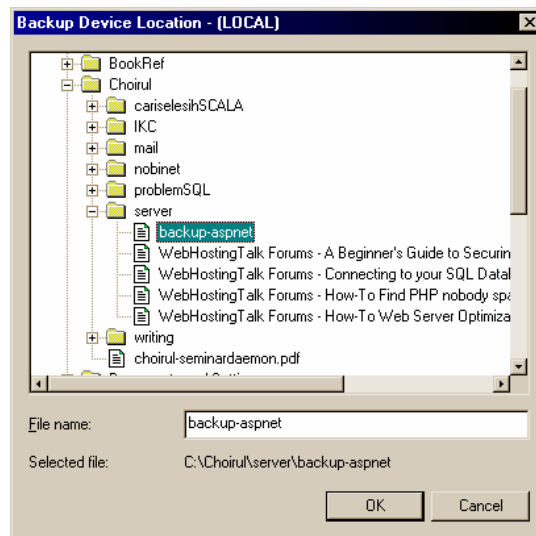 Backup Device Location - (LOCAL)
BookRef
Choirul
cariselesihSCALA
IKC
mail
nobinet
problemSQL
server
backup-aspnet
WebHostingTalk Forums - A Beginner's Guide to Securin
WebHostingTalk Forums - Connecting to your SQL Datal
WebHostingTalk Forums - How-To Find PHP nobody spa
WebHostingTalk Forums - How-To Web Server Optimiza
writing
choirul-seminardaemon.pdf
File name:
backup-aspnet
Selected file:
C:\Choirul\server\backup-aspnet
OK
Cancel